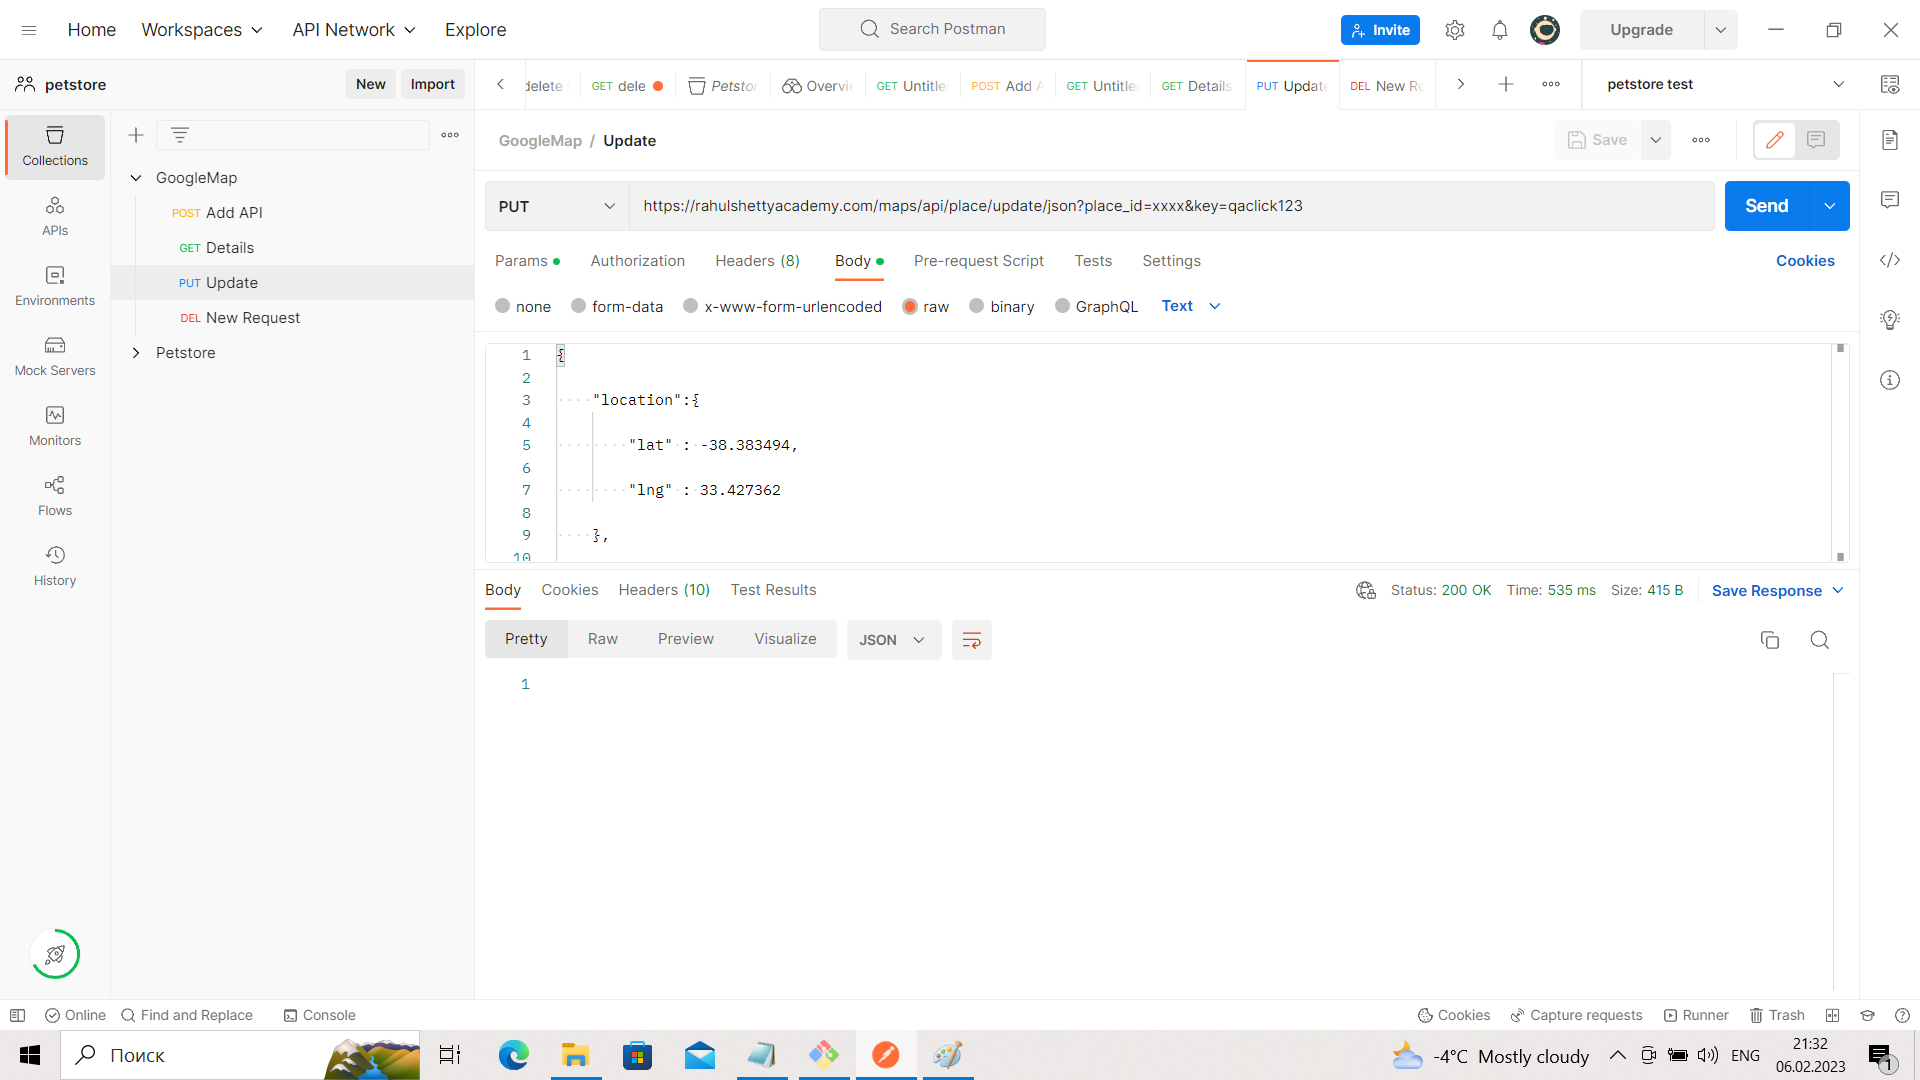 Home Workspaces API Network Explore Search Postman Invite Upgrade
petstore New Import delete GET dele Petstor Overvie GET Untitle POST Add A GET Untitle GET Details PUT Update DEL New Re petstore test
Collections
APIs
Environments
Mock Servers
Monitors
Flows
History
GoogleMap
POST Add API
GET Details
PUT Update
DEL New Request
Petstore
GoogleMap / Update Save
PUT https://rahulshettyacademy.com/maps/api/place/update/json?place_id=xxxx&key=qaclick123 Send
Params Authorization Headers (8) Body Pre-request Script Tests Settings Cookies
none form-data x-www-form-urlencoded raw binary GraphQL Text
1 {
2
3 "location":{
4
5 "lat" : -38.383494,
6
7 "lng" : 33.427362
8
9 },
10
Body Cookies Headers (10) Test Results Status: 200 OK Time: 535 ms Size: 415 B Save Response
Pretty Raw Preview Visualize JSON
1
Online Find and Replace Console Cookies Capture requests Runner Trash
Поиск -4°C Mostly cloudy ENG 21:32
06.02.2023 1